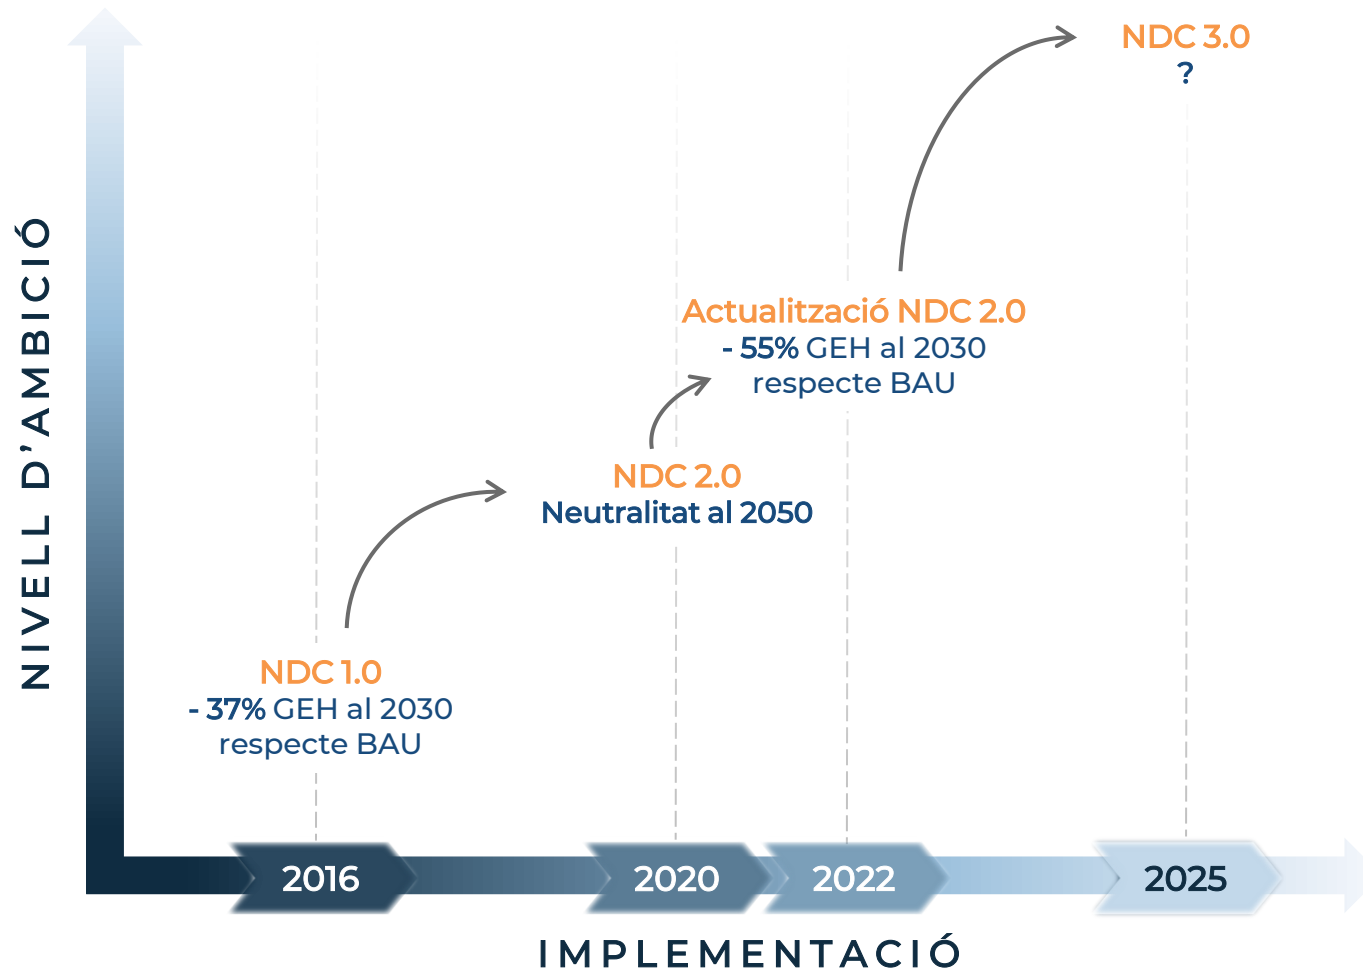 NIVELL D'AMBICIÓ
NDC 3.0
?
Actualització NDC 2.0
- 55% GEH al 2030
respecte BAU
NDC 2.0
Neutralitat al 2050
NDC 1.0
- 37% GEH al 2030
respecte BAU
2016
2020
2022
2025
IMPLEMENTACIÓ